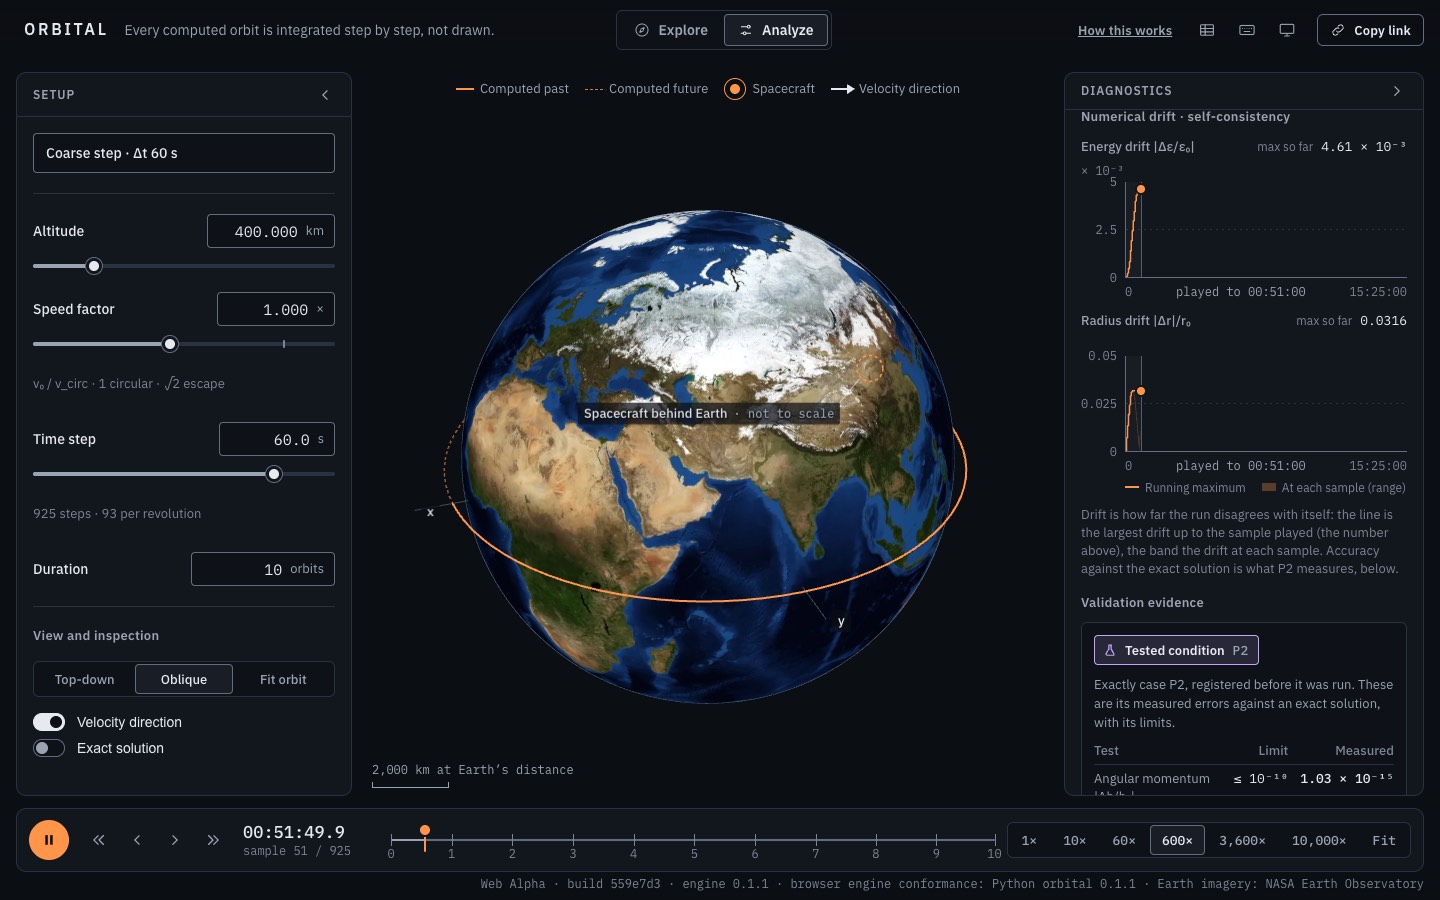 ORBITAL
Every computed orbit is integrated step by step, not drawn.
Explore
Analyze
How this works
Copy link
SETUP
Coarse step · Δt 60 s
Altitude
400.000 km
Speed factor
1.000 ×
v₀ / v_circ · 1 circular · √2 escape
Time step
60.0 s
925 steps · 93 per revolution
Duration
10 orbits
View and inspection
Top-down
Oblique
Fit orbit
Velocity direction
Exact solution
Computed past
Computed future
Spacecraft
Velocity direction
Spacecraft behind Earth · not to scale
x
y
2,000 km at Earth’s distance
DIAGNOSTICS
Numerical drift · self-consistency
Energy drift |Δε/ε₀|
max so far 4.61 × 10⁻³
× 10⁻³
5
2.5
0
0
played to 00:51:00
15:25:00
Radius drift |Δr|/r₀
max so far 0.0316
0.05
0.025
0
0
played to 00:51:00
15:25:00
Running maximum
At each sample (range)
Drift is how far the run disagrees with itself: the line is
the largest drift up to the sample played (the number
above), the band the drift at each sample. Accuracy
against the exact solution is what P2 measures, below.
Validation evidence
Tested condition P2
Exactly case P2, registered before it was run. These
are its measured errors against an exact solution,
with its limits.
Test Limit Measured
Angular momentum ≤ 10⁻¹⁰ 1.03 × 10⁻¹⁵
00:51:49.9
sample 51 / 925
0 1 2 3 4 5 6 7 8 9 10
1× 10× 60× 600× 3,600× 10,000× Fit
Web Alpha · build 559e7d3 · engine 0.1.1 · browser engine conformance: Python orbital 0.1.1 · Earth imagery: NASA Earth Observatory